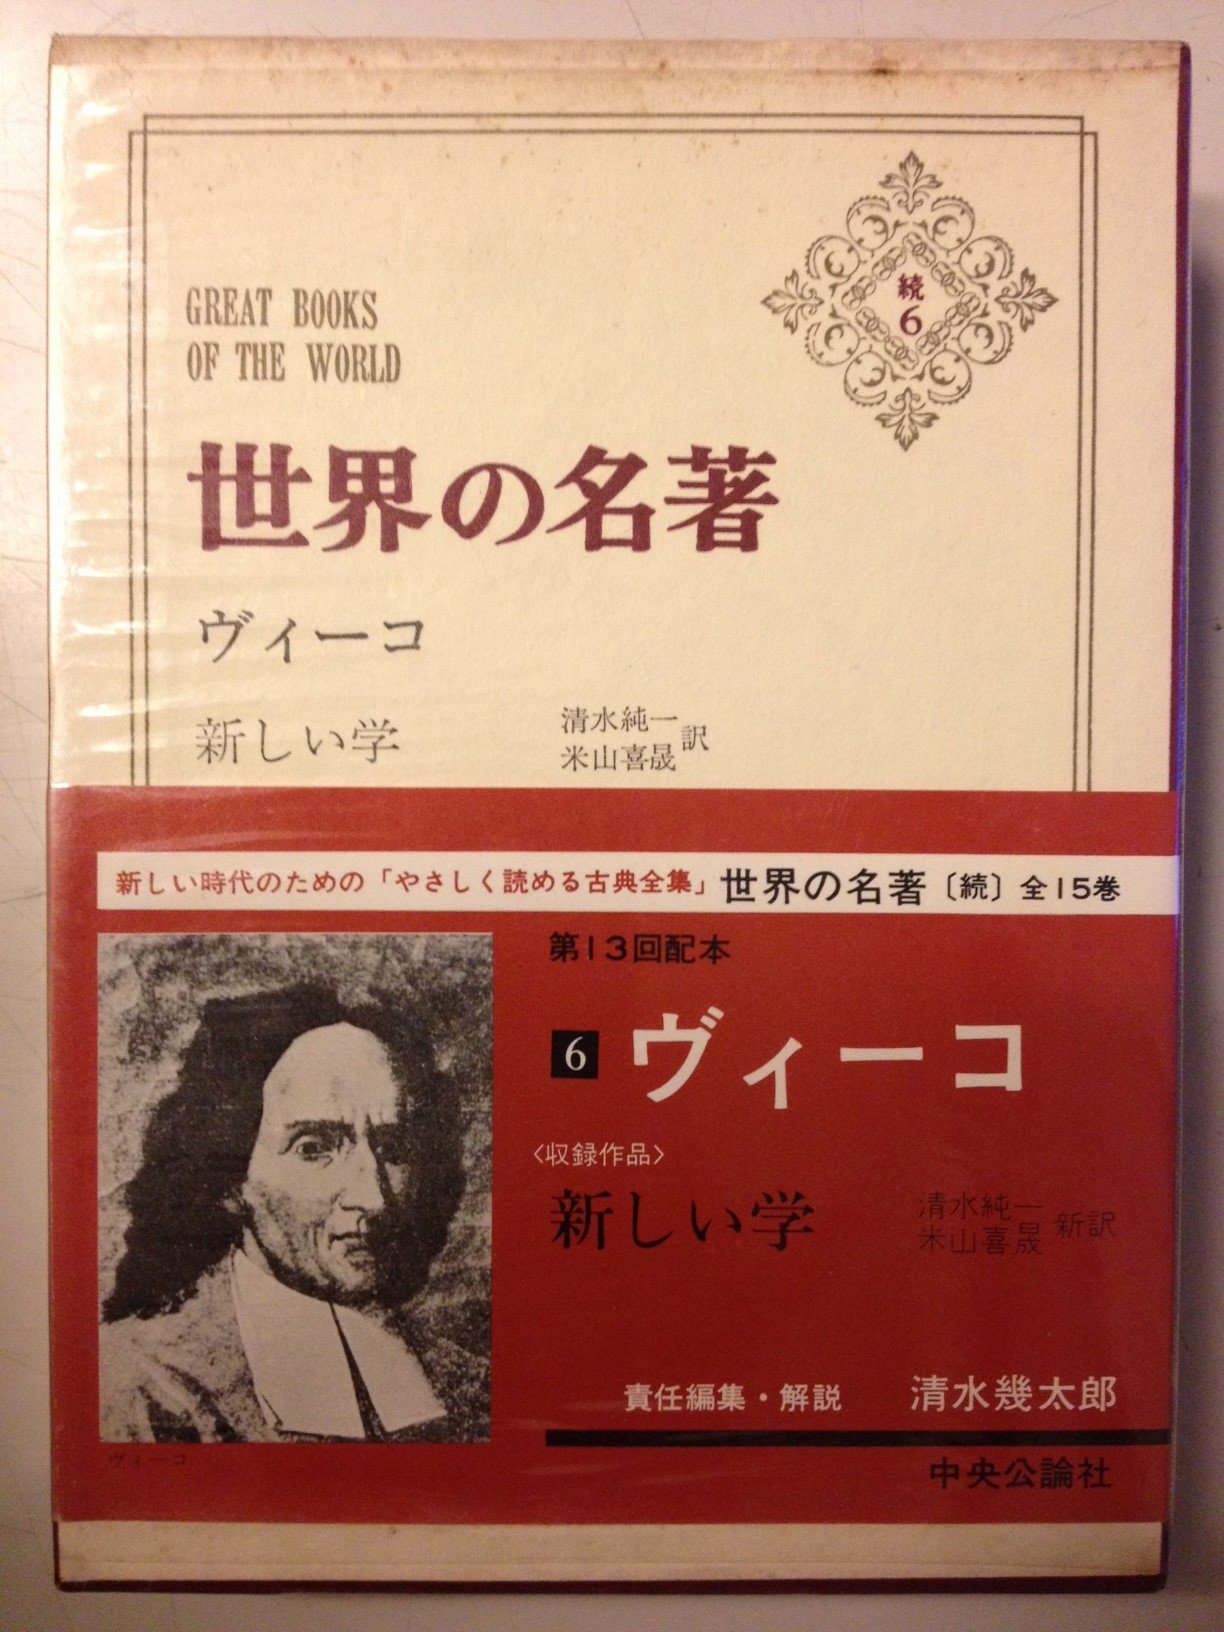 続
6
GREAT BOOKS
OF THE WORLD
世界の名著
ヴィーコ
新しい学
清水純一
米山喜晟
訳
新しい時代のための「やさしく読める古典全集」世界の名著〔続〕全15巻
第13回配本
6 ヴィーコ
〈収録作品〉
新しい学
清水純一
米山喜晟
新訳
責任編集・解説 清水幾太郎
中央公論社
ヴィーコ